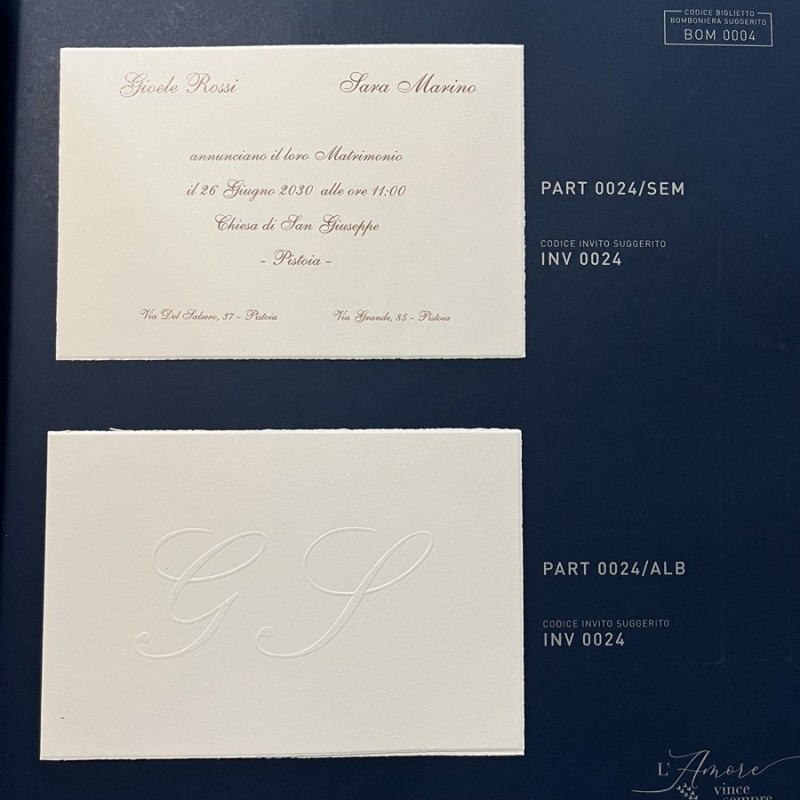 CODICE BIGLIETTO
BOMBONIERA SUGGERITO
BOM 0004
Gioele Rossi Sara Marino
annunciano il loro Matrimonio
il 26 Giugno 2030 alle ore 11:00
Chiesa di San Giuseppe
- Pistoia -
Via Del Salsero, 37 - Pistoia Via Grande, 85 - Pistoia
PART 0024/SEM
CODICE INVITO SUGGERITO
INV 0024
G S
PART 0024/ALB
CODICE INVITO SUGGERITO
INV 0024
L'Amore
vince
sempre